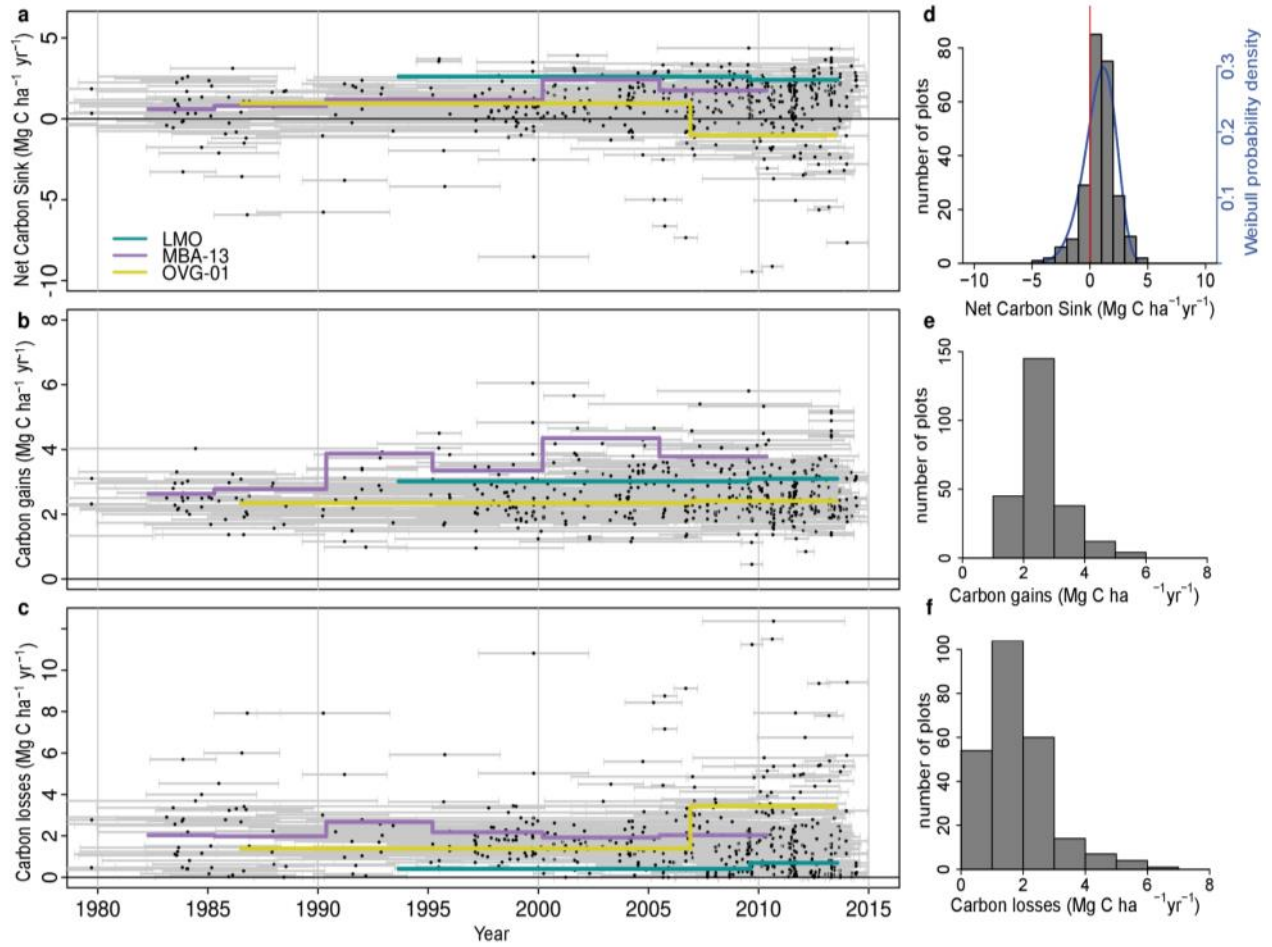 a
Net Carbon Sink (Mg C ha⁻¹ yr⁻¹)
5
0
-5
-10
LMO
MBA-13
OVG-01
b
Carbon gains (Mg C ha⁻¹ yr⁻¹)
8
6
4
2
0
c
Carbon losses (Mg C ha⁻¹ yr⁻¹)
10
8
6
4
2
0
1980 1985 1990 1995 2000 2005 2010 2015
Year
d
number of plots
80
60
40
20
0
0.3
0.2
0.1
Weibull probability density
−10 −5 0 5 10
Net Carbon Sink (Mg C ha⁻¹yr⁻¹)
e
number of plots
150
100
50
0
0 2 4 6 8
Carbon gains (Mg C ha ⁻¹yr⁻¹)
f
number of plots
100
80
60
40
20
0
0 2 4 6 8
Carbon losses (Mg C ha ⁻¹yr⁻¹)